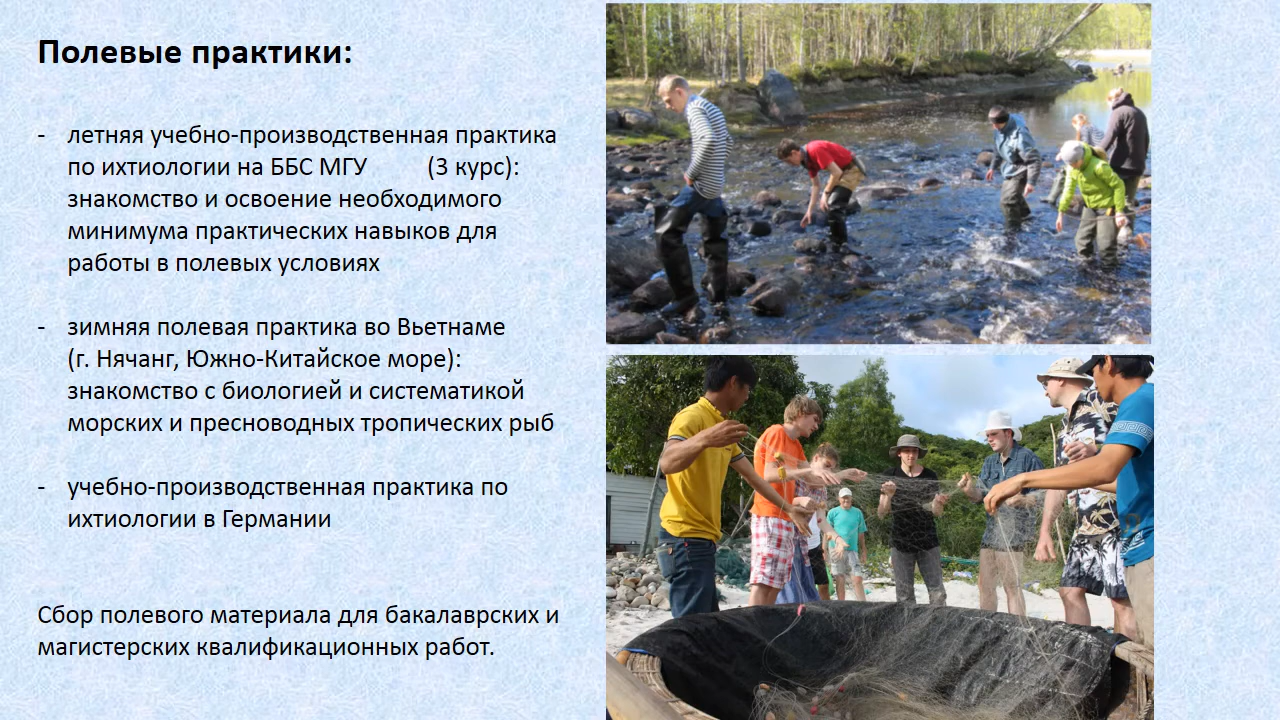 Полевые практики:
- летняя учебно-производственная практика
по ихтиологии на ББС МГУ (3 курс):
знакомство и освоение необходимого
минимума практических навыков для
работы в полевых условиях
- зимняя полевая практика во Вьетнаме
(г. Нячанг, Южно-Китайское море):
знакомство с биологией и систематикой
морских и пресноводных тропических рыб
- учебно-производственная практика по
ихтиологии в Германии
Сбор полевого материала для бакалаврских и
магистерских квалификационных работ.